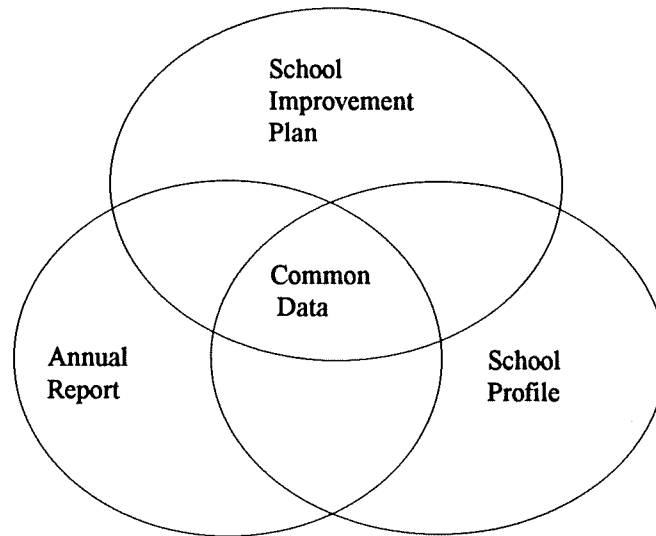 School
Improvement
Plan
Common
Data
Annual
Report
School
Profile